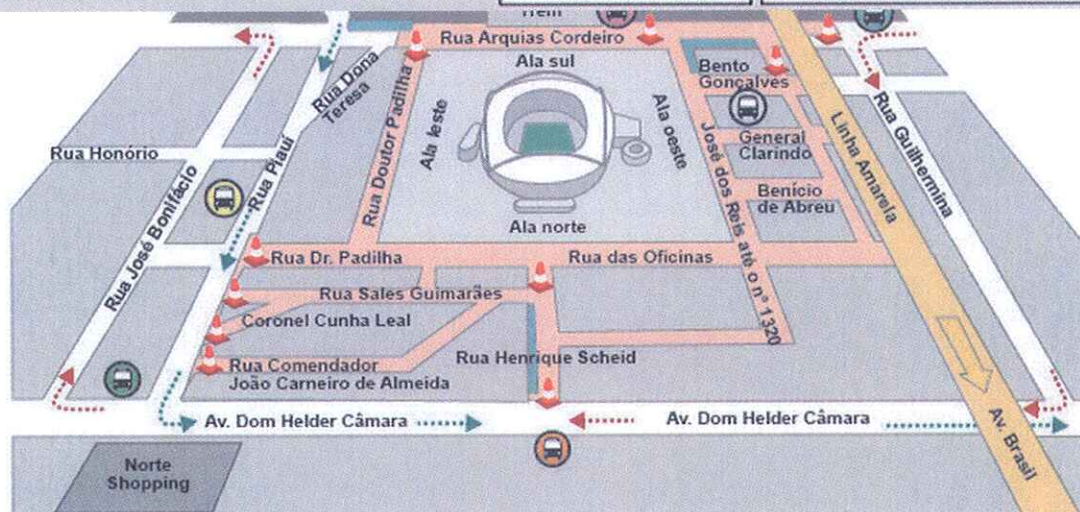 Trem
Rua Arquias Cordeiro
Ala sul
Bento
Gonçalves
Rua Dona
Teresa
Rua Doutor Padilha
Ala leste
Ala oeste
José dos Reis até o nº 1320
General
Clarindo
Linha Amarela
Rua Guilhermina
Rua Honório
Rua Piauí
Rua José Bonifácio
Benício
de Abreu
Ala norte
Rua Dr. Padilha
Rua das Oficinas
Rua Sales Guimarães
Coronel Cunha Leal
Rua Henrique Scheid
Rua Comendador
João Carneiro de Almeida
Av. Dom Helder Câmara
Av. Dom Helder Câmara
Av. Brasil
Norte
Shopping